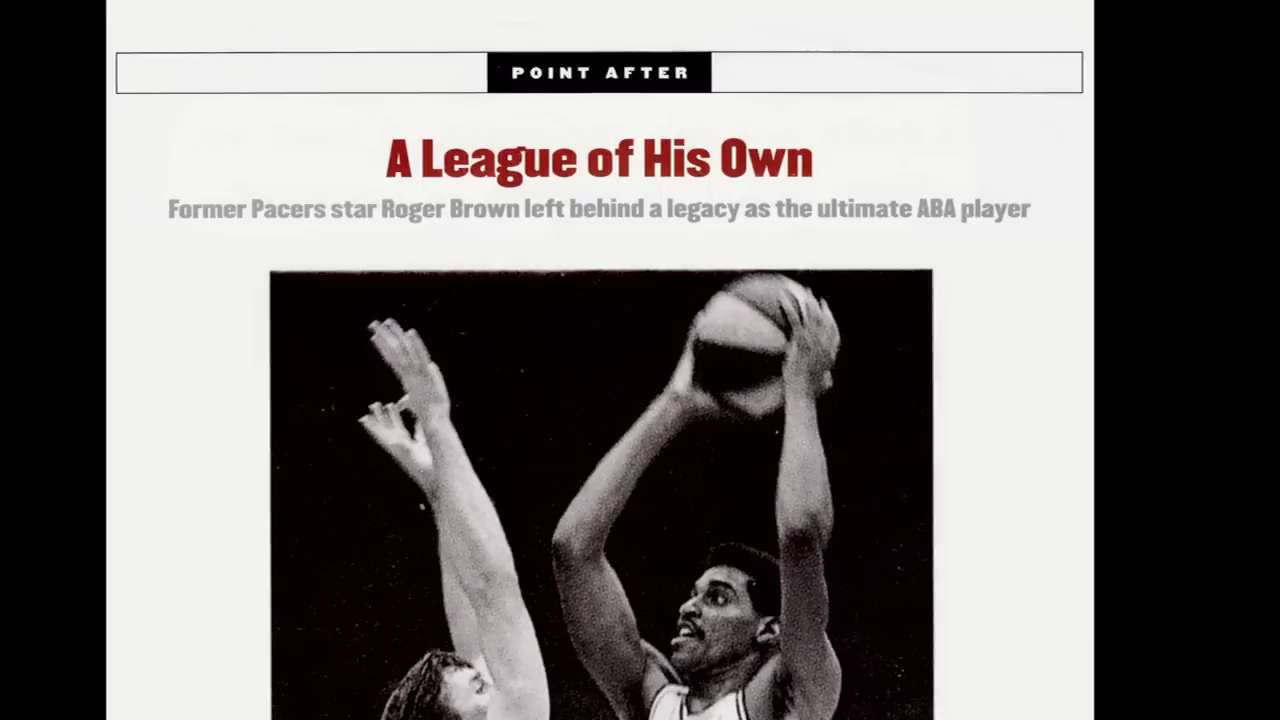 POINT AFTER
A League of His Own
Former Pacers star Roger Brown left behind a legacy as the ultimate ABA player